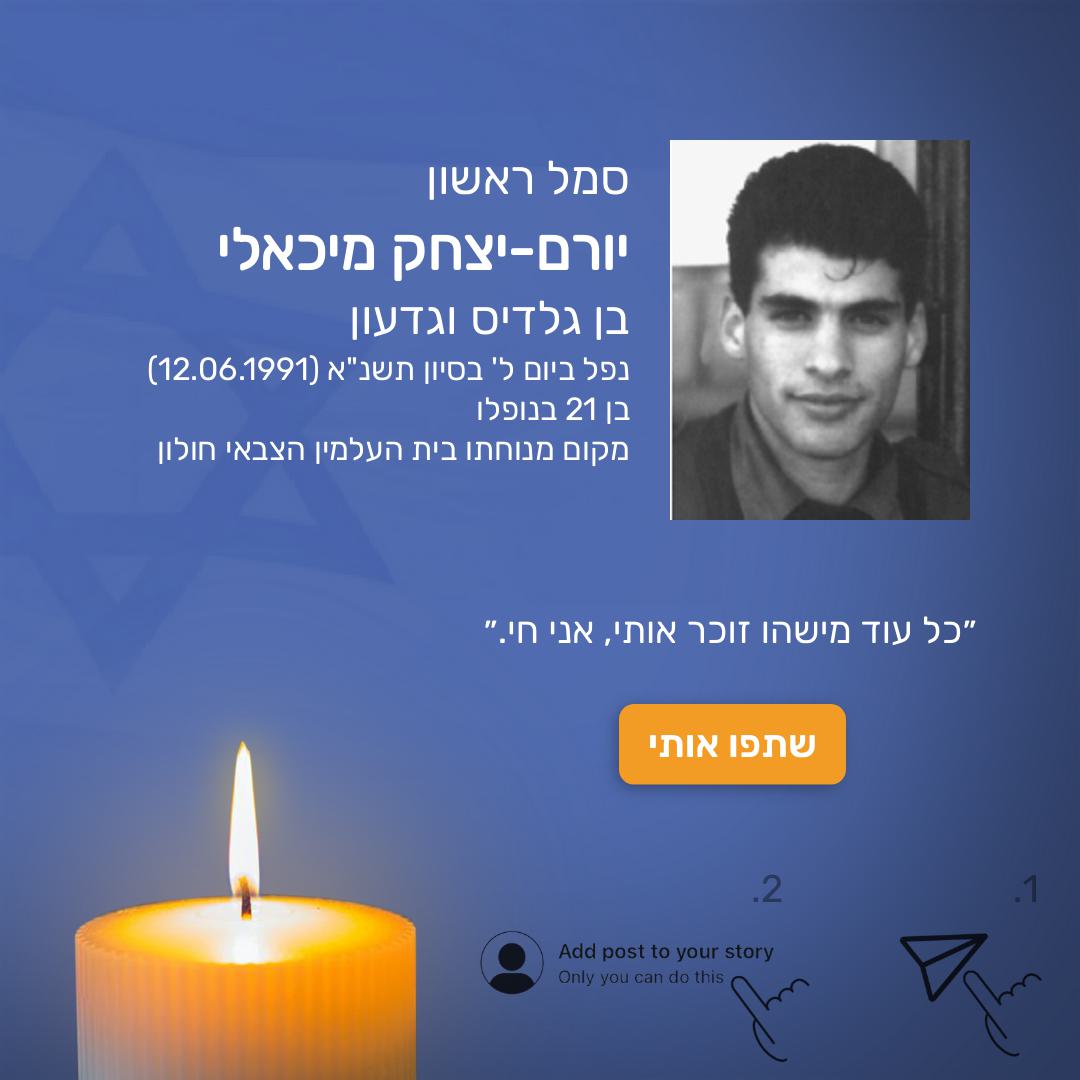 סמל ראשון
יורם-יצחק מיכאלי
בן גלדיס וגדעון
נפל ביום ל' בסיון תשנ"א (12.06.1991)
בן 21 בנופלו
מקום מנוחתו בית העלמין הצבאי חולון
״כל עוד מישהו זוכר אותי, אני חי.״
שתפו אותי
1.
2.
Add post to your story
Only you can do this